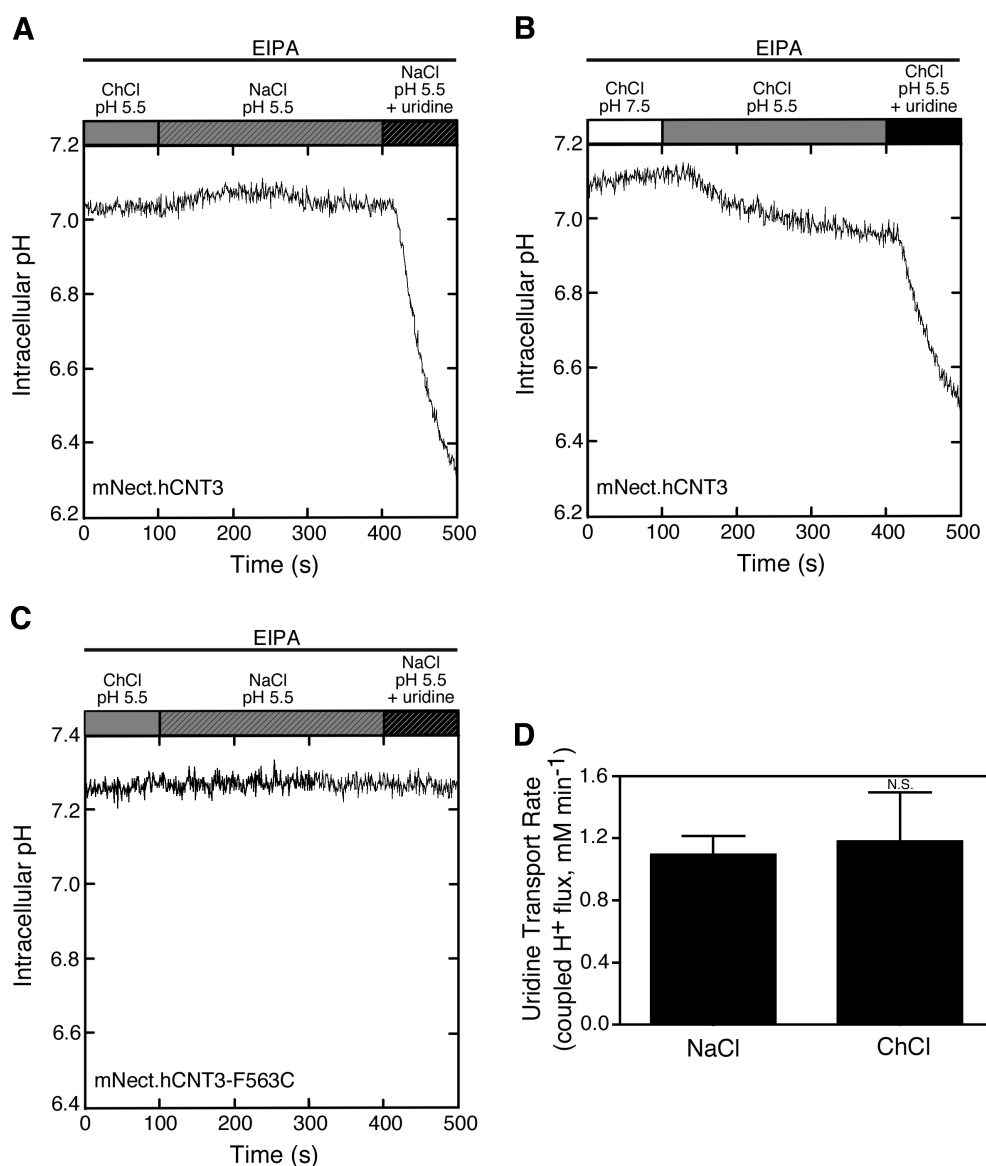 A
EIPA
ChCl
pH 5.5
NaCl
pH 5.5
NaCl
pH 5.5
+ uridine
7.2
7.0
6.8
6.6
6.4
6.2
Intracellular pH
mNect.hCNT3
0 100 200 300 400 500
Time (s)
B
EIPA
ChCl
pH 7.5
ChCl
pH 5.5
ChCl
pH 5.5
+ uridine
7.2
7.0
6.8
6.6
6.4
6.2
Intracellular pH
mNect.hCNT3
0 100 200 300 400 500
Time (s)
C
EIPA
ChCl
pH 5.5
NaCl
pH 5.5
NaCl
pH 5.5
+ uridine
7.4
7.2
7.0
6.8
6.6
6.4
Intracellular pH
mNect.hCNT3-F563C
0 100 200 300 400 500
Time (s)
D
Uridine Transport Rate
(coupled H+ flux, mM min-1)
1.6
1.2
0.8
0.4
0.0
N.S.
NaCl
ChCl